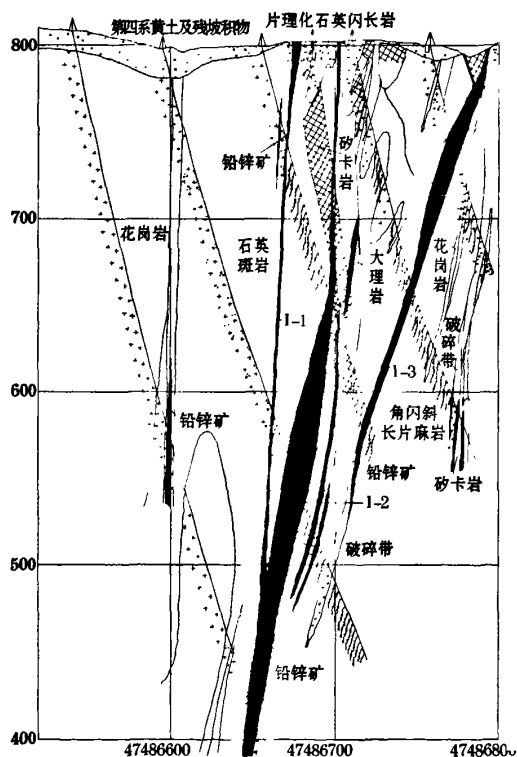 第四系黄土及残坡积物
片理化石英闪长岩
800
700
600
500
400
铅锌矿
矽卡岩
花岗岩
石英斑岩
大理岩
花岗岩
破碎带
I-1
I-3
铅锌矿
角闪斜长片麻岩
铅锌矿
矽卡岩
I-2
破碎带
铅锌矿
47486600
47486700
4748680